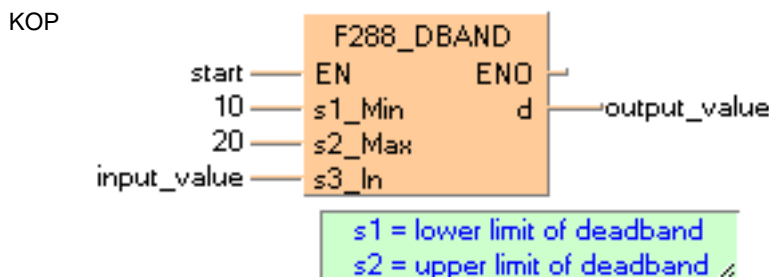 KOP
F288_DBAND
start EN ENO
10 s1_Min d output_value
20 s2_Max
input_value s3_In
s1 = lower limit of deadband
s2 = upper limit of deadband